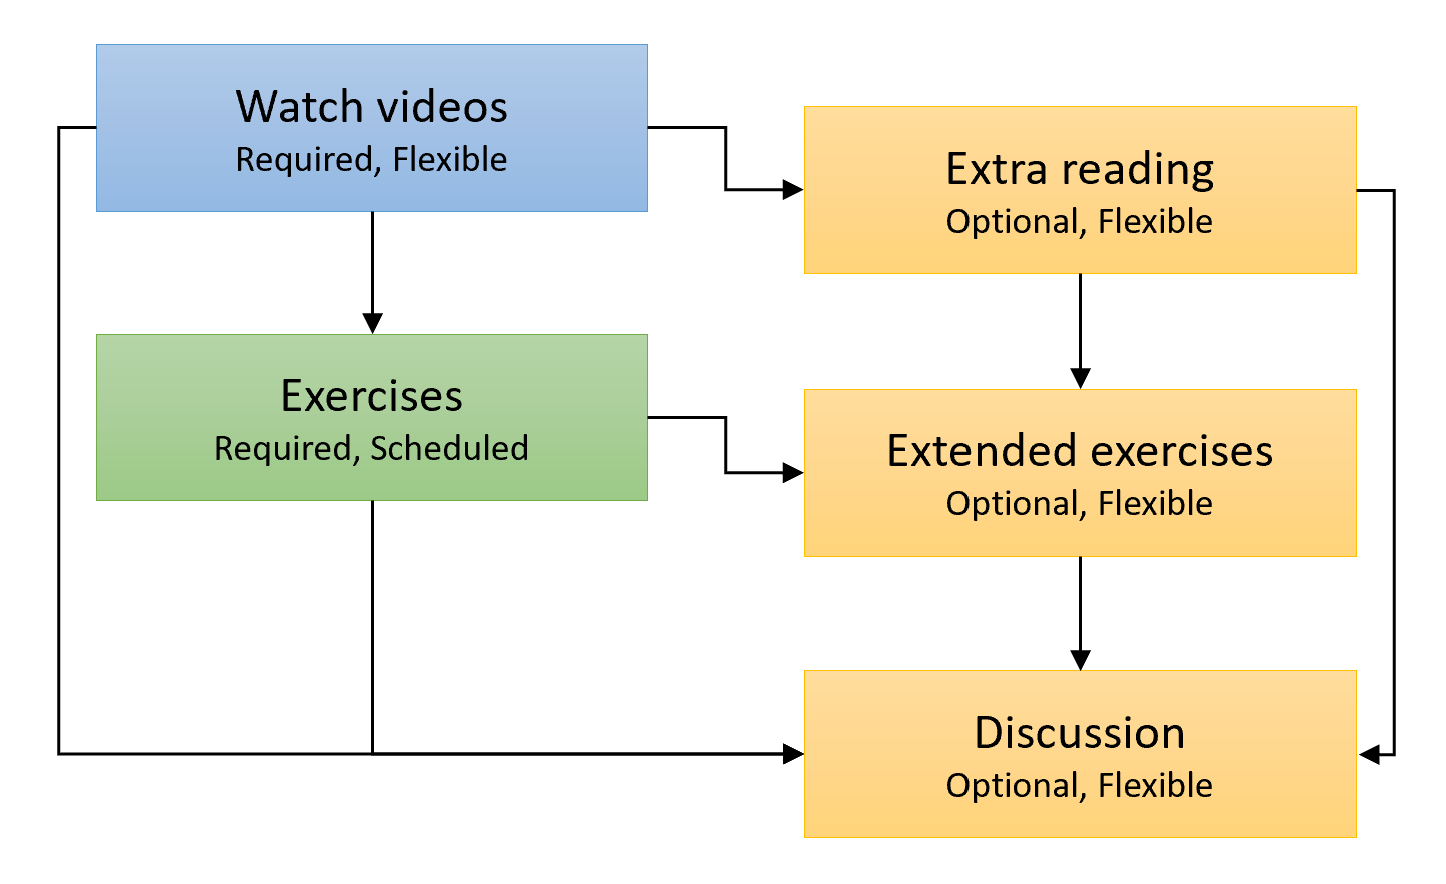 Watch videos
Required, Flexible
Extra reading
Optional, Flexible
Exercises
Required, Scheduled
Extended exercises
Optional, Flexible
Discussion
Optional, Flexible